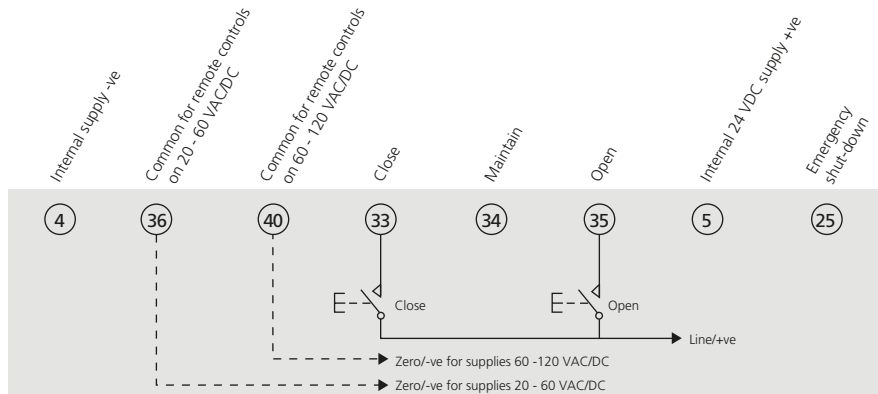 Internal supply -ve
Common for remote controls
on 20 - 60 VAC/DC
Common for remote controls
on 60 - 120 VAC/DC
Close
Maintain
Open
Internal 24 VDC supply +ve
Emergency
shut-down
4
36
40
33
34
35
5
25
Close
Open
Line/+ve
Zero/-ve for supplies 60 -120 VAC/DC
Zero/-ve for supplies 20 - 60 VAC/DC